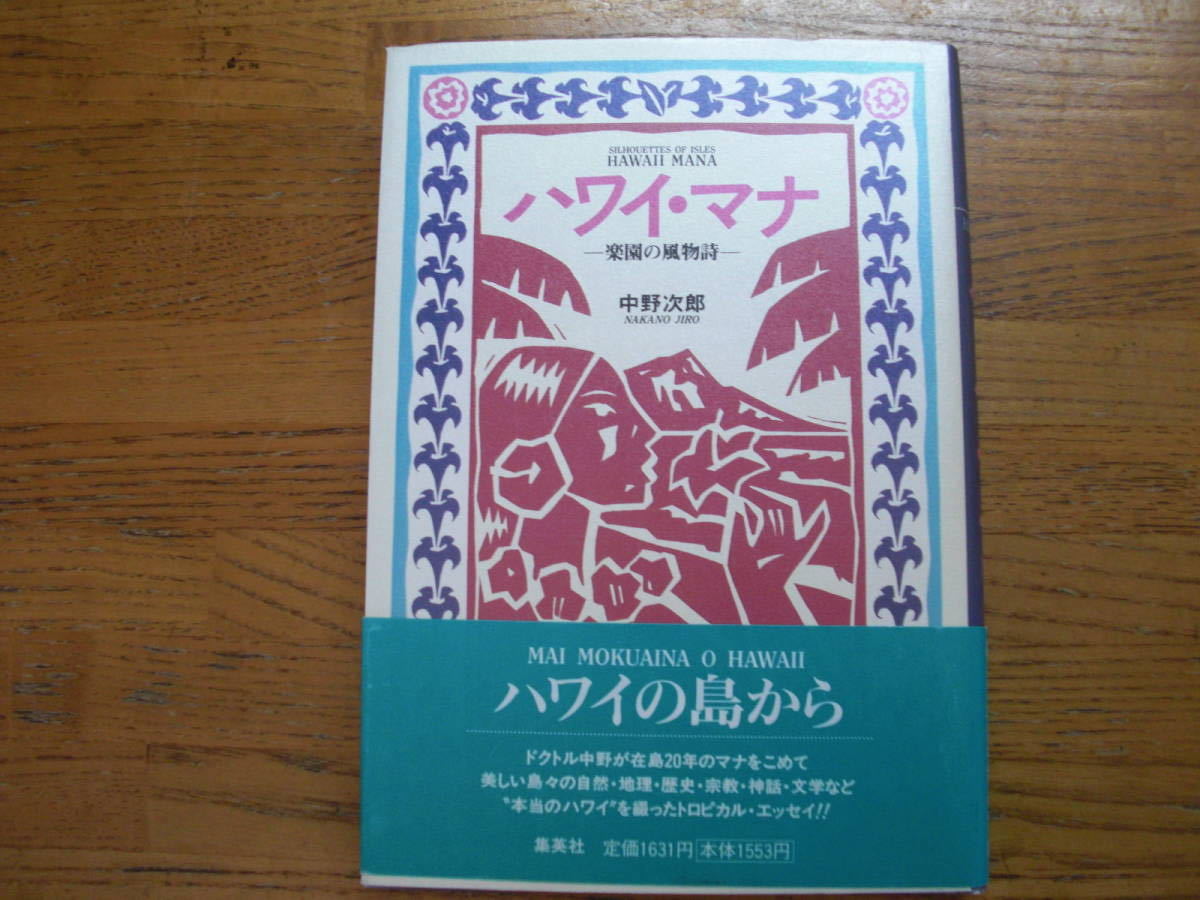 SILHOUETTES OF ISLES
HAWAII MANA
ハワイ・マナ
―楽園の風物詩―
中野次郎
NAKANO JIRO
MAI MOKUAINA O HAWAII
ハワイの島から
ドクトル中野が在島20年のマナをこめて
美しい島々の自然・地理・歴史・宗教・神話・文学など
〝本当のハワイ〟を綴ったトロピカル・エッセイ!!
集英社 定価1631円 本体1553円